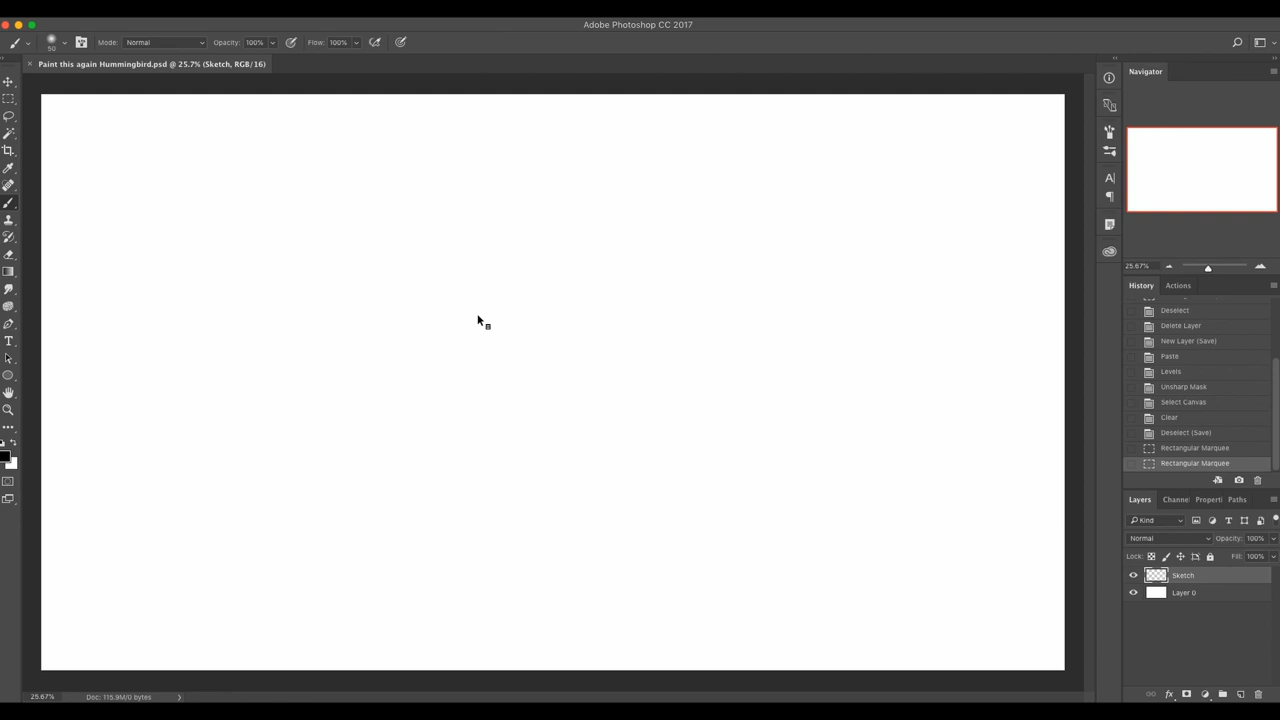 Adobe Photoshop CC 2017
50 Mode: Normal Opacity: 100% Flow: 100%
× Paint this again Hummingbird.psd @ 25.7% (Sketch, RGB/16)
Navigator
25.67%
History Actions
Deselect
Delete Layer
New Layer (Save)
Paste
Levels
Unsharp Mask
Select Canvas
Clear
Deselect (Save)
Rectangular Marquee
Rectangular Marquee
Layers Channel Properti Paths
Kind
Normal Opacity: 100%
Lock: Fill: 100%
Sketch
Layer 0
25.67% Doc: 115.9M/0 bytes